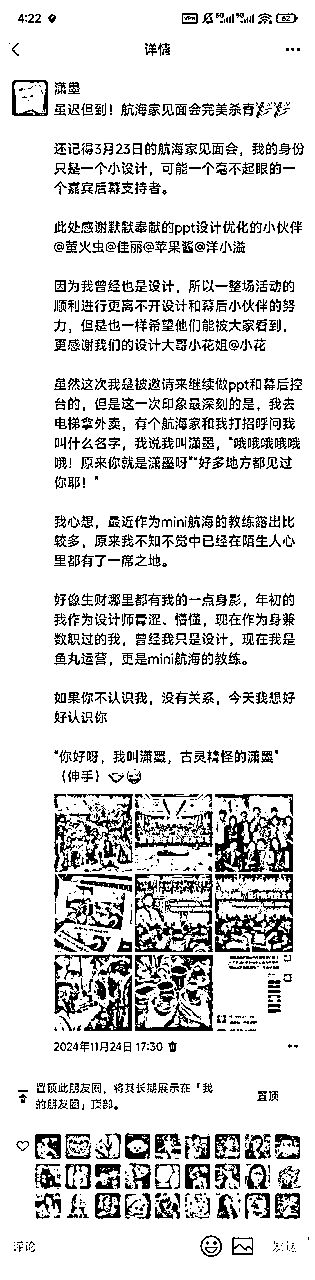 4:22
详情
潇墨
虽迟但到！航海家见面会完美杀青🎉🎉
还记得3月23日的航海家见面会，我的身份
只是一个小设计，可能一个毫不起眼的一
个嘉宾后幕支持者。
此处感谢默默奉献的ppt设计优化的小伙伴
@萤火虫@佳丽@苹果酱@洋小溢
因为我曾经也是设计，所以一整场活动的
顺利进行更离不开设计和幕后小伙伴的努
力，但是也一样希望他们能被大家看到，
更感谢我们的设计大哥小花姐@小花
虽然这次我是被邀请来继续做ppt和幕后控
台的，但是这一次印象最深刻的是，我去
电梯拿外卖，有个航海家和我打招呼问我
叫什么名字，我说我叫潇墨，“哦哦哦哦哦
哦！原来你就是潇墨呀”“好多地方都见过
你耶！”
我心想，最近作为mini航海的教练露出比
较多，原来我不知不觉中已经在陌生人心
里都有了一席之地。
好像生财哪里都有我的一点身影，年初的
我作为设计师青涩、懵懂，现在作为身兼
数职过的我，曾经我只是设计，现在我是
鱼丸运营，更是mini航海的教练。
如果你不认识我，没有关系，今天我想好
好认识你
“你好呀，我叫潇墨，古灵精怪的潇墨”
（伸手）
2024年11月24日 17:30
置顶此朋友圈，将其长期展示在「我
的朋友圈」顶部。
置顶
评论
发送